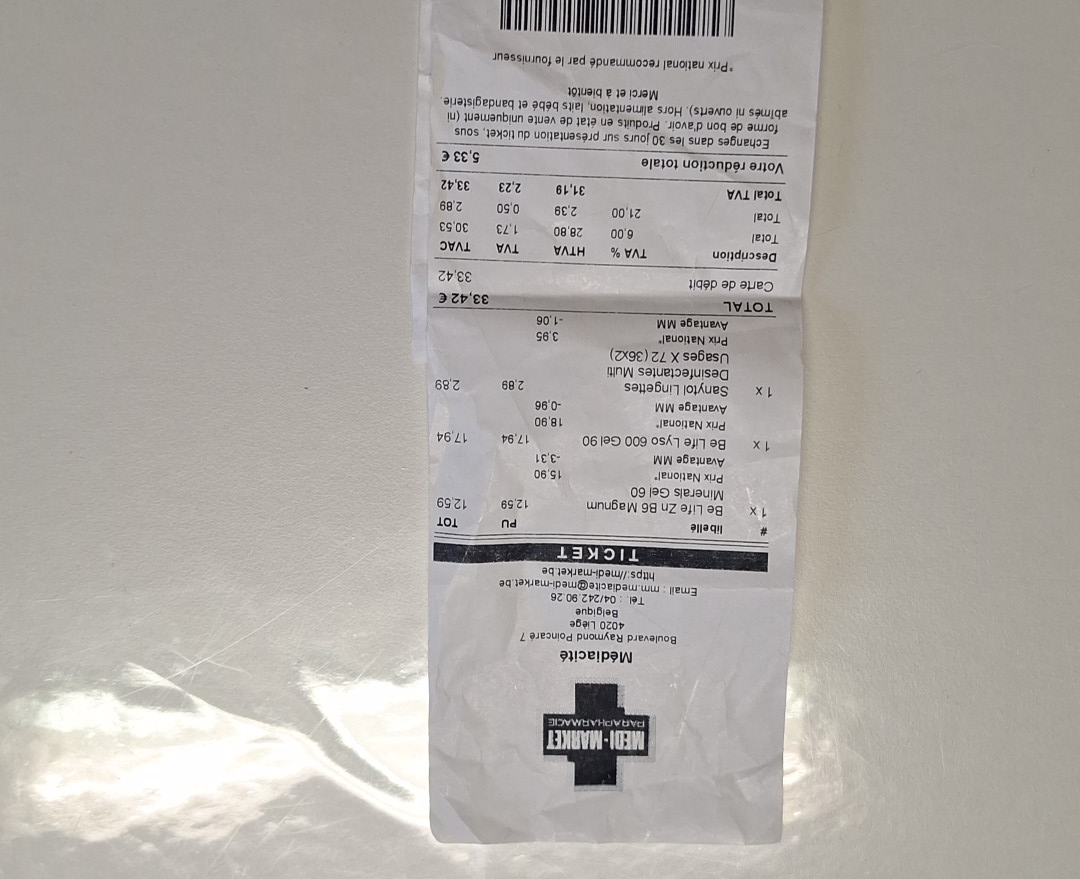 MEDI-MARKET
PARAPHARMACIE
Médiacité
Boulevard Raymond Poincaré 7
4020 Liège
Belgique
Tél. : 04/242.90.26
Email : mm.mediacite@medi-market.be
https://medi-market.be
TICKET
# libellé PU TOT
1 x Be Life Zn B6 Magnum 12,59 12,59
Minerals Gel 60
Prix National* 15,90
Avantage MM -3,31
1 x Be Life Lyso 600 Gel 90 17,94 17,94
Prix National* 18,90
Avantage MM -0,96
1 x Sanytol Lingettes 2,89 2,89
Desinfectantes Multi
Usages X 72 (36x2)
Prix National* 3,95
Avantage MM -1,06
TOTAL 33,42 €
Carte de débit 33,42
Description TVA % HTVA TVA TVAC
Total 6,00 28,80 1,73 30,53
Total 21,00 2,39 0,50 2,89
Total TVA 31,19 2,23 33,42
Votre réduction totale 5,33 €
Echanges dans les 30 jours sur présentation du ticket, sous
forme de bon d'avoir. Produits en état de vente uniquement (ni
abîmés ni ouverts). Hors alimentation, laits bébé et bandagisterie.
Merci et à bientôt
*Prix national recommandé par le fournisseur